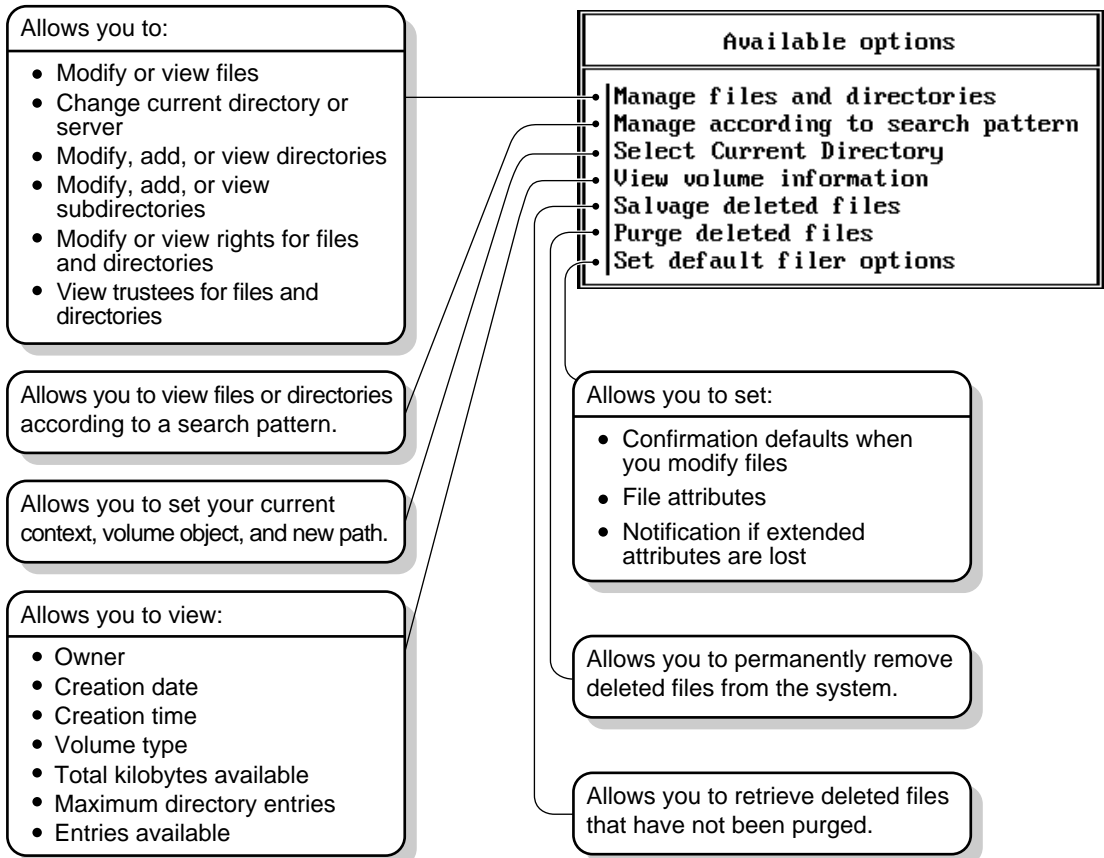 Allows you to:
• Modify or view files
• Change current directory or
server
• Modify, add, or view directories
• Modify, add, or view
subdirectories
• Modify or view rights for files
and directories
• View trustees for files and
directories
Allows you to view files or directories
according to a search pattern.
Allows you to set your current
context, volume object, and new path.
Allows you to view:
• Owner
• Creation date
• Creation time
• Volume type
• Total kilobytes available
• Maximum directory entries
• Entries available
Available options
Manage files and directories
Manage according to search pattern
Select Current Directory
View volume information
Salvage deleted files
Purge deleted files
Set default filer options
Allows you to set:
• Confirmation defaults when
you modify files
• File attributes
• Notification if extended
attributes are lost
Allows you to permanently remove
deleted files from the system.
Allows you to retrieve deleted files
that have not been purged.